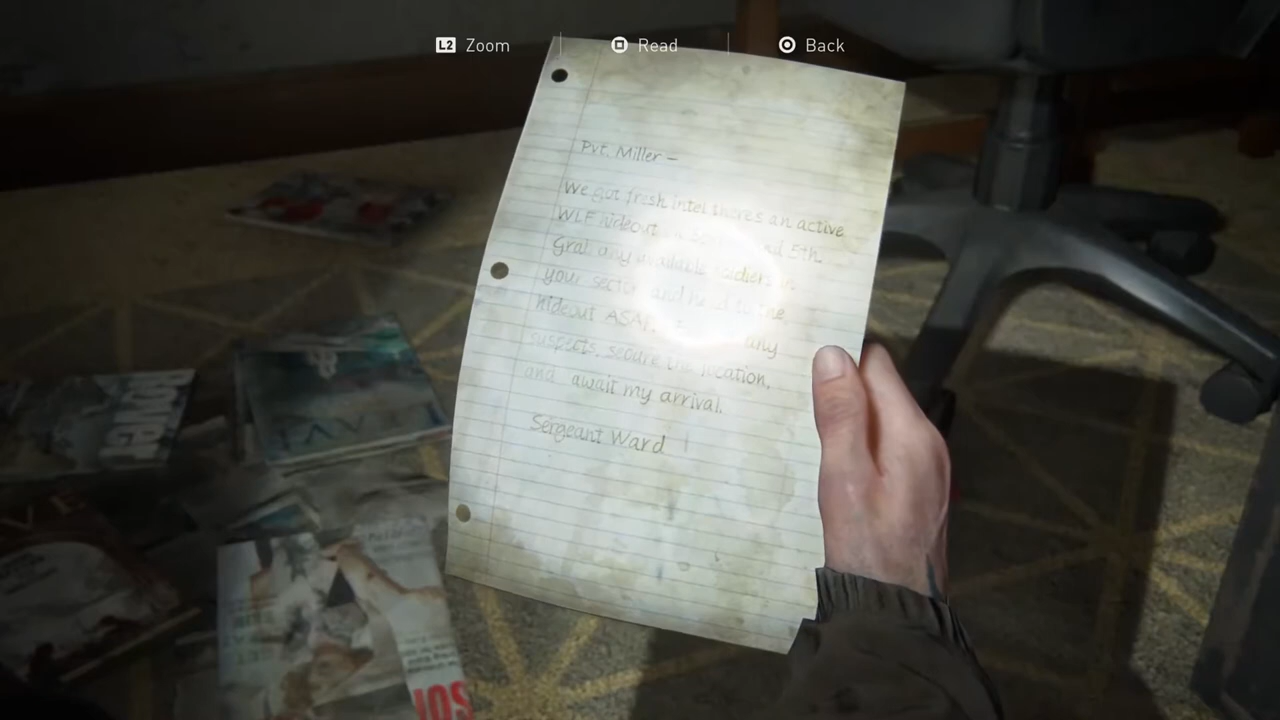 L2 Zoom
Read
Back
Pvt. Miller –
We got fresh intel there's an active
WLF hideout 5th.
Grab any available soldiers in
your sector and head to the
hideout ASAP. any
suspects, secure the location,
and await my arrival.
Sergeant Ward